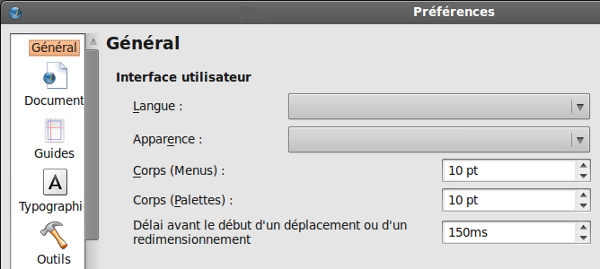 Préférences
Général
Document
Guides
Typographi
Outils
Général
Interface utilisateur
Langue :
Apparence :
Corps (Menus) : 10 pt
Corps (Palettes) : 10 pt
Délai avant le début d'un déplacement ou d'un
redimensionnement
150ms